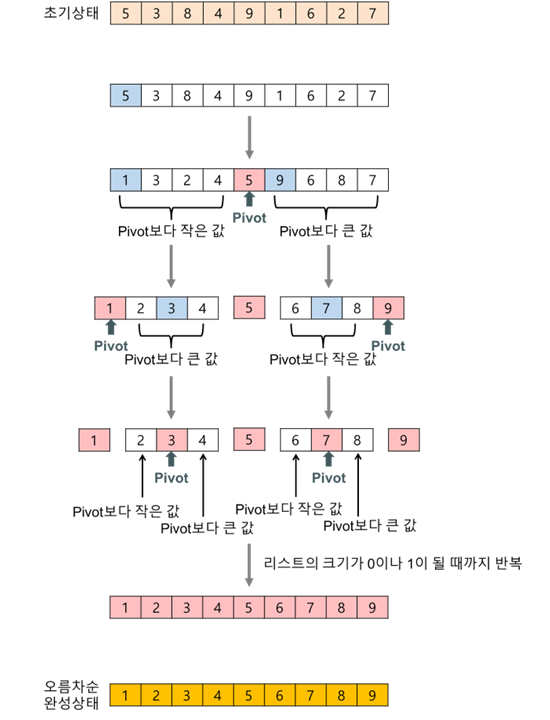 초기상태 5 3 8 4 9 1 6 2 7
5 3 8 4 9 1 6 2 7
1 3 2 4 5 9 6 8 7
Pivot
Pivot보다 작은 값 Pivot보다 큰 값
1 2 3 4 5 6 7 8 9
Pivot Pivot
Pivot보다 큰 값 Pivot보다 작은 값
1 2 3 4 5 6 7 8 9
Pivot Pivot
Pivot보다 작은 값 Pivot보다 작은 값
Pivot보다 큰 값 Pivot보다 큰 값
리스트의 크기가 0이나 1이 될 때까지 반복
1 2 3 4 5 6 7 8 9
오름차순
완성상태 1 2 3 4 5 6 7 8 9